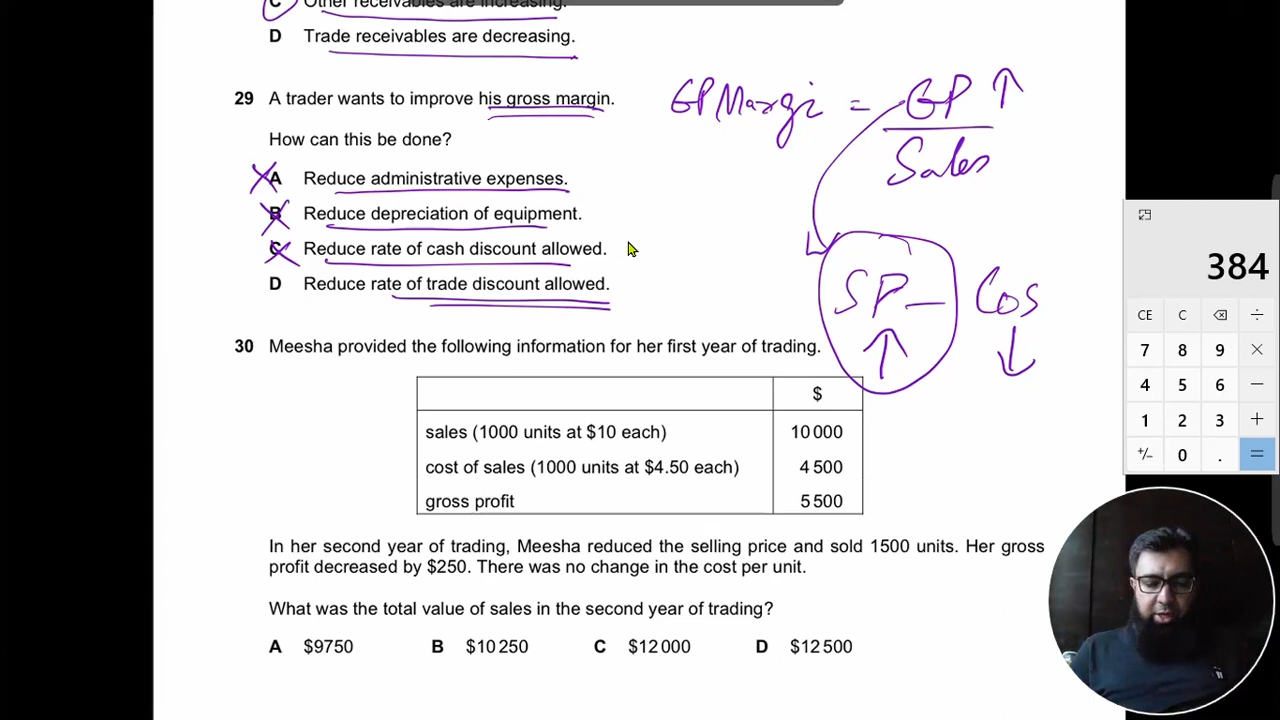 C Other receivables are increasing.
D Trade receivables are decreasing.
29 A trader wants to improve his gross margin.
GP Margi = GP ↑
Sales
How can this be done?
A Reduce administrative expenses.
B Reduce depreciation of equipment.
C Reduce rate of cash discount allowed.
D Reduce rate of trade discount allowed.
SP – Cos
↑ ↓
30 Meesha provided the following information for her first year of trading.
$
sales (1000 units at $10 each) 10 000
cost of sales (1000 units at $4.50 each) 4 500
gross profit 5 500
In her second year of trading, Meesha reduced the selling price and sold 1500 units. Her gross
profit decreased by $250. There was no change in the cost per unit.
What was the total value of sales in the second year of trading?
A $9750 B $10 250 C $12 000 D $12 500
384
CE C ⌫ ÷
7 8 9 ×
4 5 6 −
1 2 3 +
+/− 0 . =